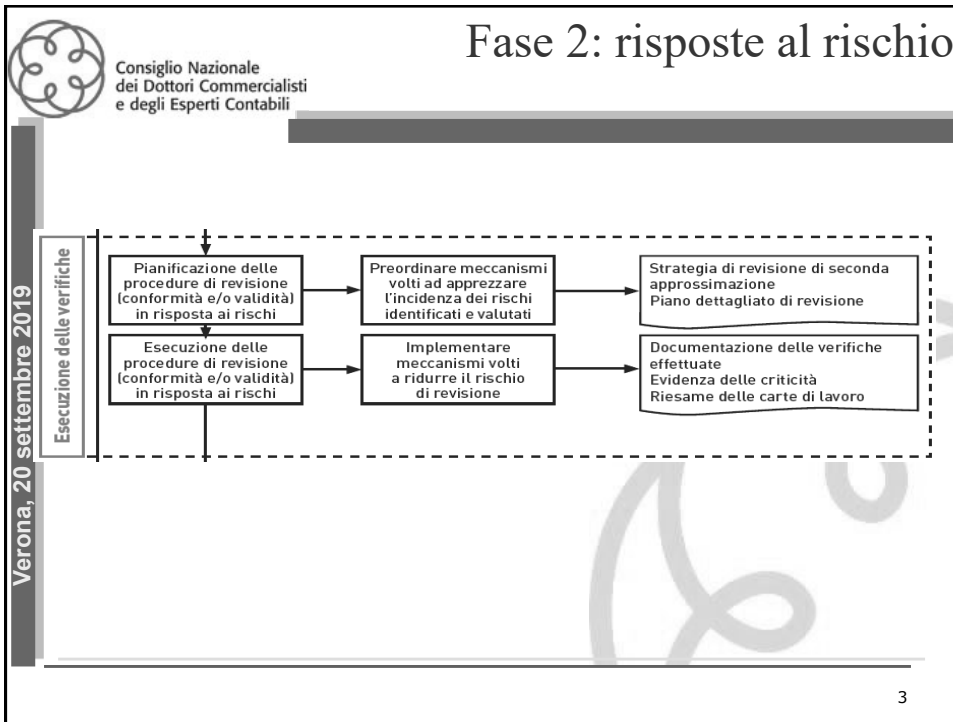 Fase 2: risposte al rischio
Consiglio Nazionale
dei Dottori Commercialisti
e degli Esperti Contabili
Verona, 20 settembre 2019
Esecuzione delle verifiche
Pianificazione delle
procedure di revisione
(conformità e/o validità)
in risposta ai rischi
Preordinare meccanismi
volti ad apprezzare
l'incidenza dei rischi
identificati e valutati
Strategia di revisione di seconda
approssimazione
Piano dettagliato di revisione
Esecuzione delle
procedure di revisione
(conformità e/o validità)
in risposta ai rischi
Implementare
meccanismi volti
a ridurre il rischio
di revisione
Documentazione delle verifiche
effettuate
Evidenza delle criticità
Riesame delle carte di lavoro
3